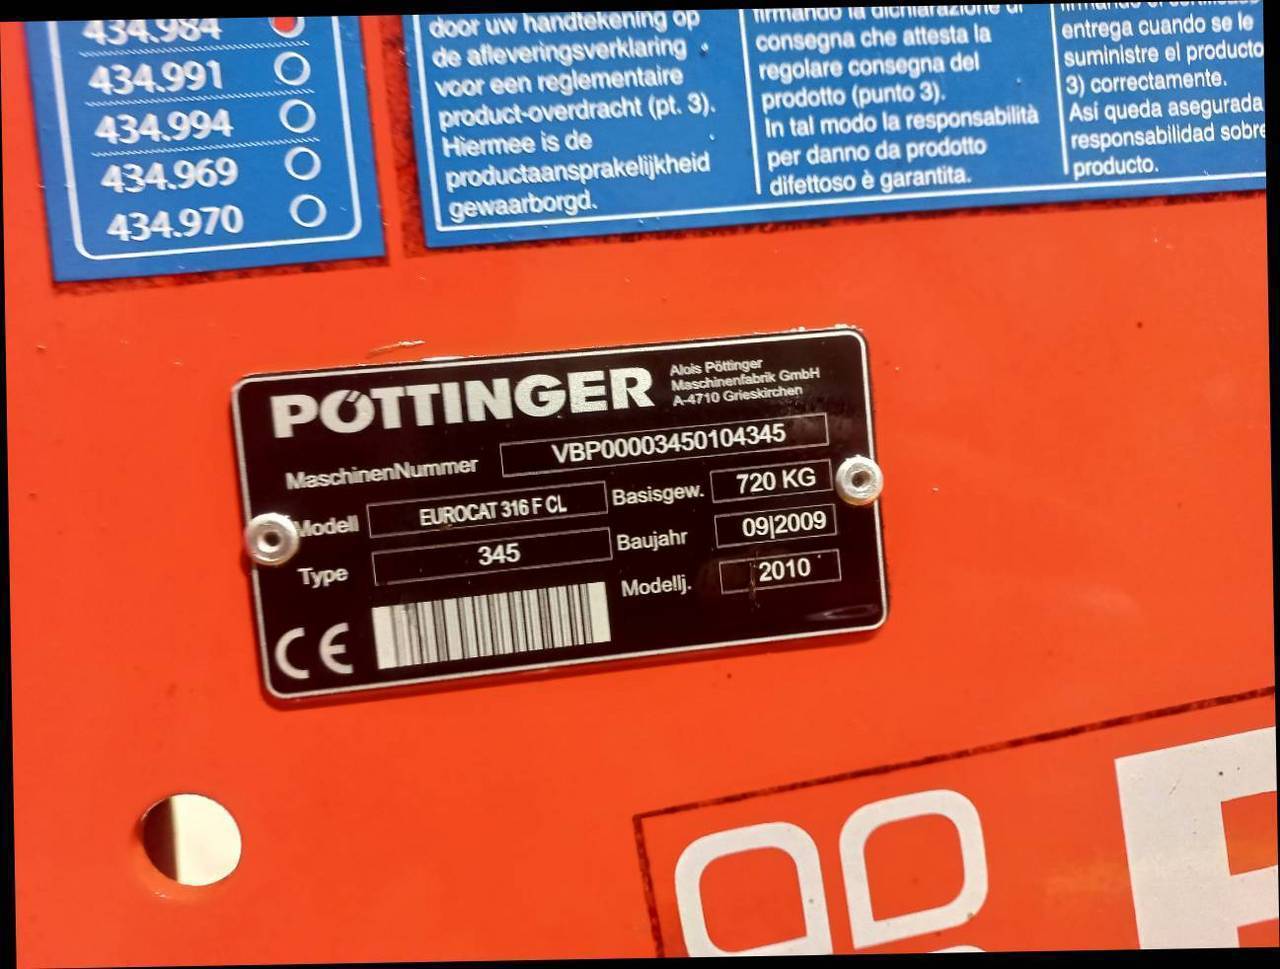 434.984
434.991
434.994
434.969
434.970
door uw handtekening op
de afleveringsverklaring
voor een reglementaire
product-overdracht (pt. 3).
Hiermee is de
productaansprakelijkheid
gewaarborgd.
firmando la dichiarazione di
consegna che attesta la
regolare consegna del
prodotto (punto 3).
In tal modo la responsabilità
per danno da prodotto
difettoso è garantita.
entrega cuando se le
suministre el producto
3) correctamente.
Así queda asegurada
responsabilidad sobre
producto.
PÖTTINGER
Alois Pöttinger
Maschinenfabrik GmbH
A-4710 Grieskirchen
MaschinenNummer VBP00003450104345
Modell EUROCAT 316 F CL Basisgew. 720 KG
Type 345 Baujahr 09|2009
Modellj. 2010
CE